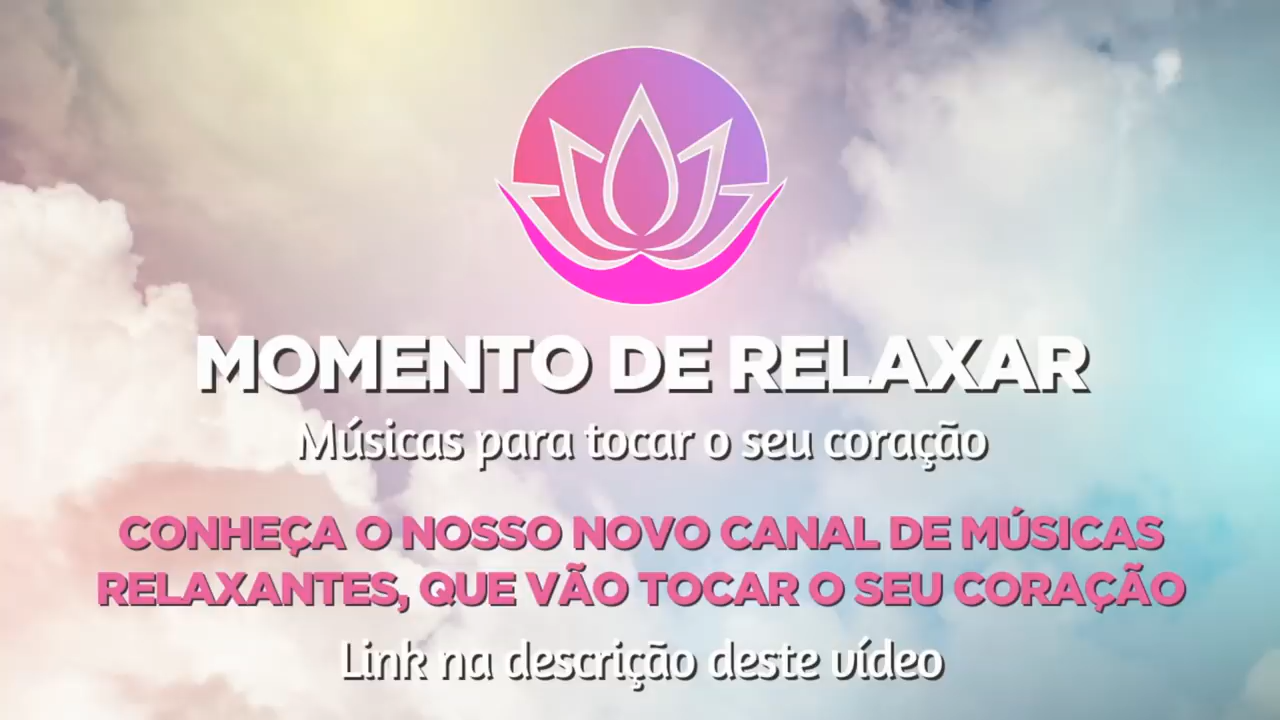 MOMENTO DE RELAXAR
Músicas para tocar o seu coração
CONHEÇA O NOSSO NOVO CANAL DE MÚSICAS
RELAXANTES, QUE VÃO TOCAR O SEU CORAÇÃO
Link na descrição deste vídeo